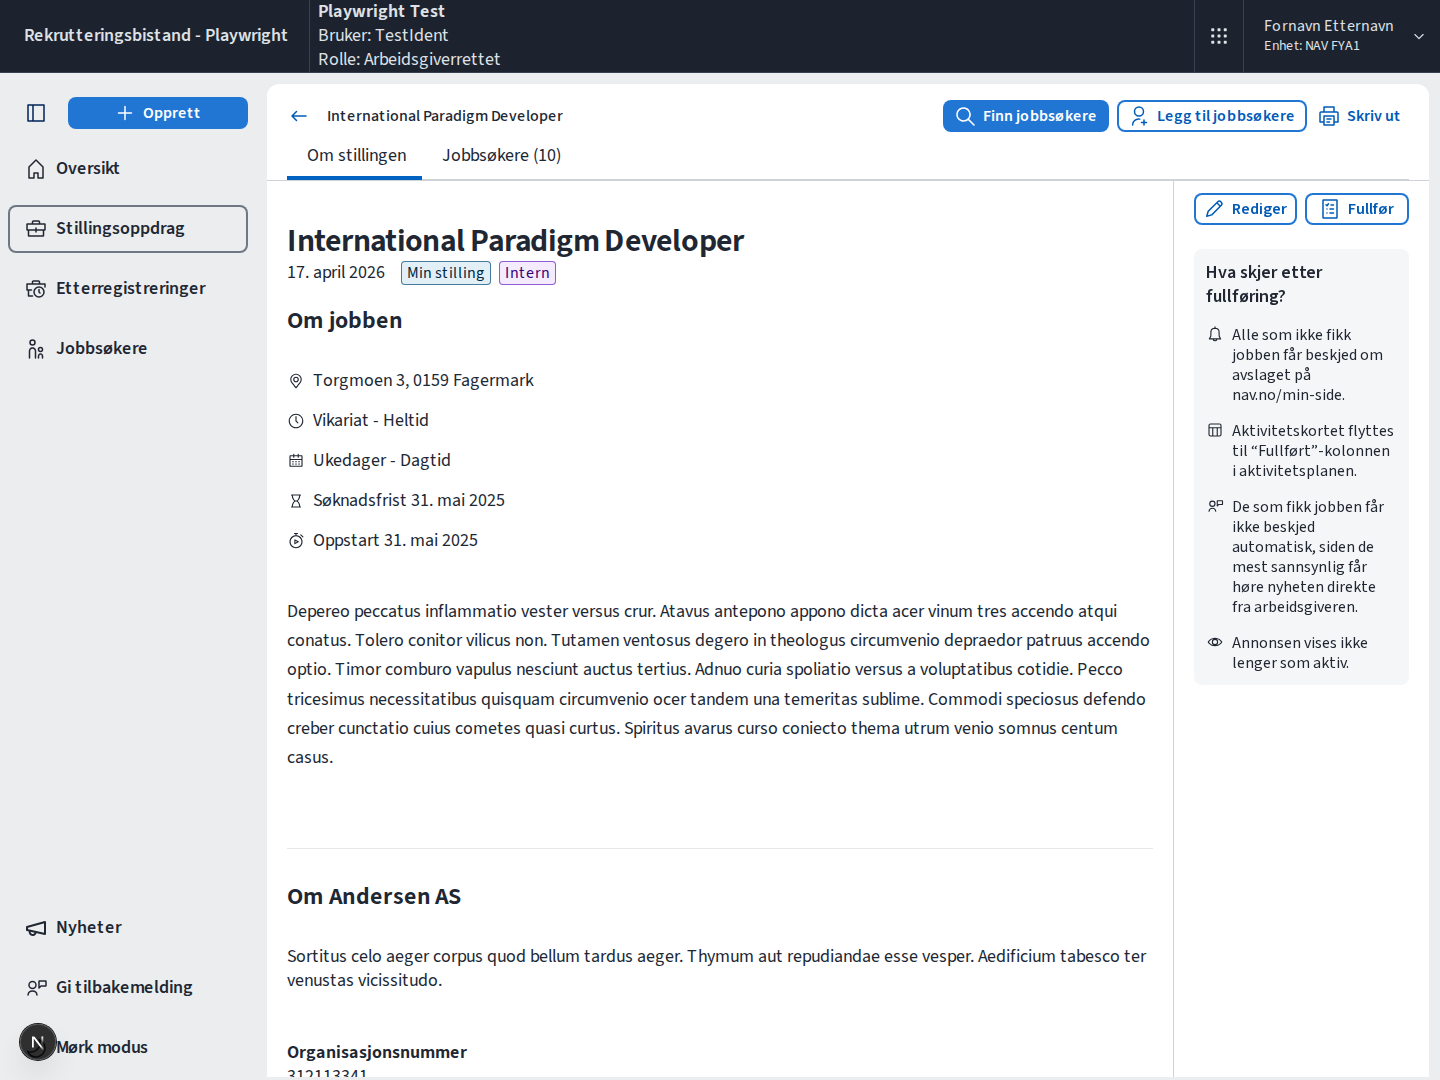 Rekrutteringsbistand - Playwright
Playwright Test
Bruker: TestIdent
Rolle: Arbeidsgiverrettet
Fornavn Etternavn
Enhet: NAV FYA1
Opprett
Oversikt
Stillingsoppdrag
Etterregistreringer
Jobbsøkere
Nyheter
Gi tilbakemelding
N
Mørk modus
International Paradigm Developer
Finn jobbsøkere
Legg til jobbsøkere
Skriv ut
Om stillingen
Jobbsøkere (10)
International Paradigm Developer
17. april 2026
Min stilling
Intern
Om jobben
Torgmoen 3, 0159 Fagermark
Vikariat - Heltid
Ukedager - Dagtid
Søknadsfrist 31. mai 2025
Oppstart 31. mai 2025
Depereo peccatus inflammatio vester versus crur. Atavus antepono appono dicta acer vinum tres accendo atqui
conatus. Tolero conitor vilicus non. Tutamen ventosus degero in theologus circumvenio depraedor patruus accendo
optio. Timor comburo vapulus nesciunt auctus tertius. Adnuo curia spoliatio versus a voluptatibus cotidie. Pecco
tricesimus necessitatibus quisquam circumvenio ocer tandem una temeritas sublime. Commodi speciosus defendo
creber cunctatio cuius cometes quasi curtus. Spiritus avarus curso coniecto thema utrum venio somnus centum
casus.
Om Andersen AS
Sortitus celo aeger corpus quod bellum tardus aeger. Thymum aut repudiandae esse vesper. Aedificium tabesco ter
venustas vicissitudo.
Organisasjonsnummer
312113341
Rediger
Fullfør
Hva skjer etter
fullføring?
Alle som ikke fikk
jobben får beskjed om
avslaget på
nav.no/min-side.
Aktivitetskortet flyttes
til “Fullført”-kolonnen
i aktivitetsplanen.
De som fikk jobben får
ikke beskjed
automatisk, siden de
mest sannsynlig får
høre nyheten direkte
fra arbeidsgiveren.
Annonsen vises ikke
lenger som aktiv.